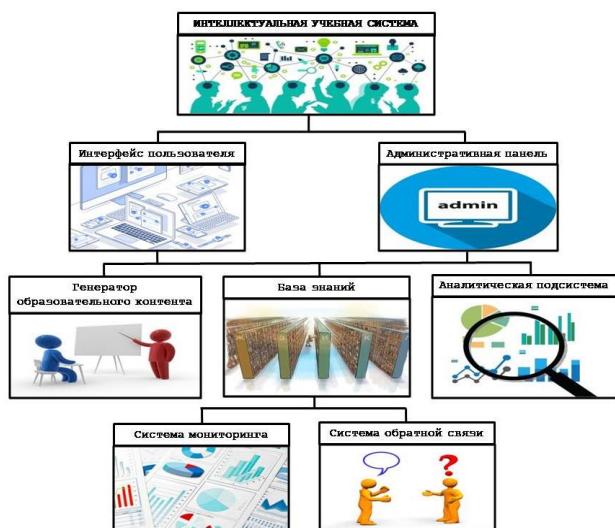 ИНТЕЛЛЕКТУАЛЬНАЯ УЧЕБНАЯ СИСТЕМА
Интерфейс пользователя
Административная панель
admin
Генератор
образовательного контента
База знаний
Аналитическая подсистема
Система мониторинга
Система обратной связи
?